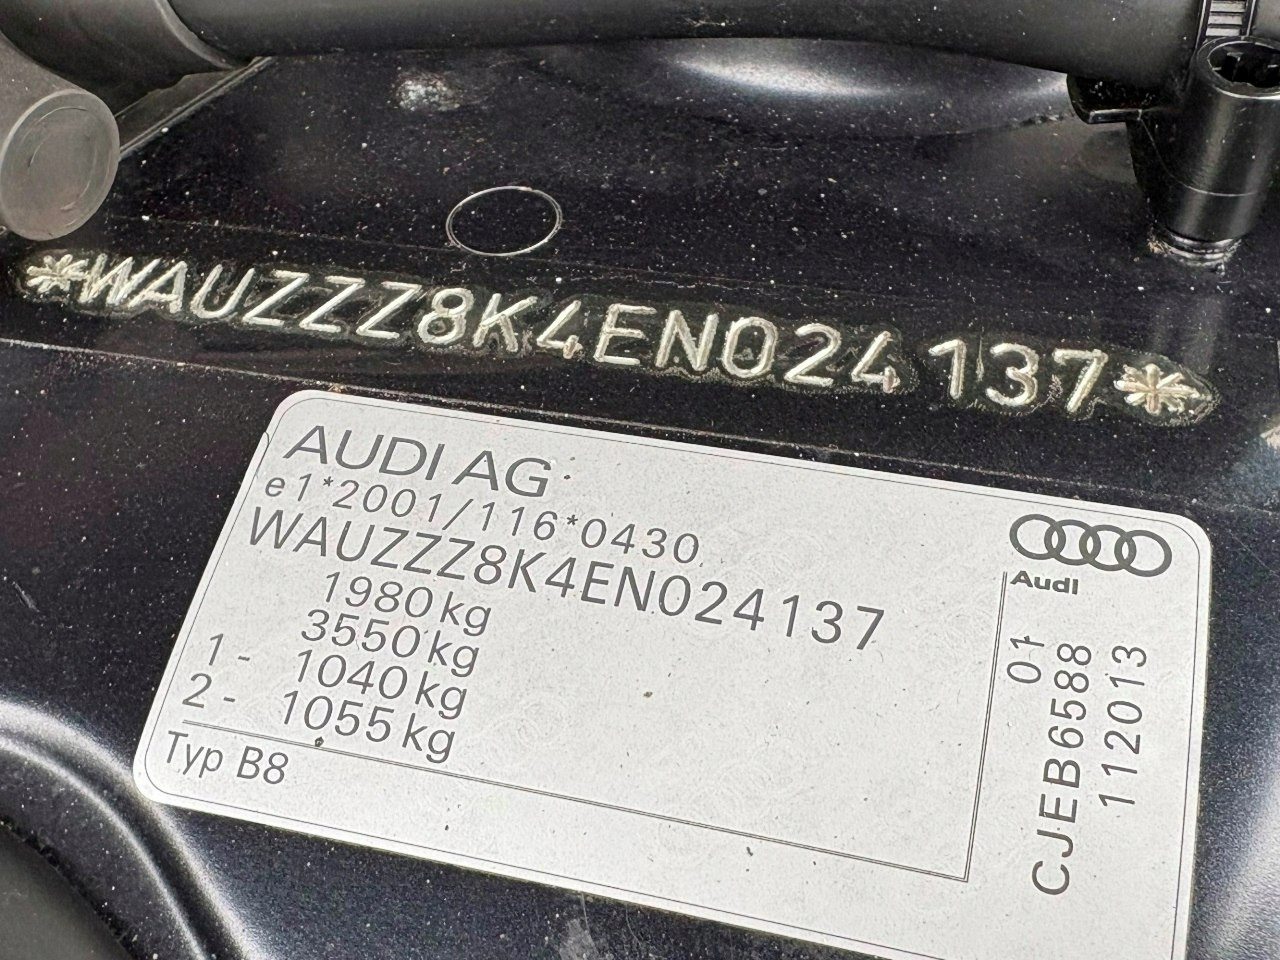 *WAUZZZ8K4EN024137*
AUDI AG
e1*2001/116*0430
WAUZZZ8K4EN024137
1980 kg
3550 kg
1 - 1040 kg
2 - 1055 kg
Typ B8
Audi
01
CJEB6588
112013